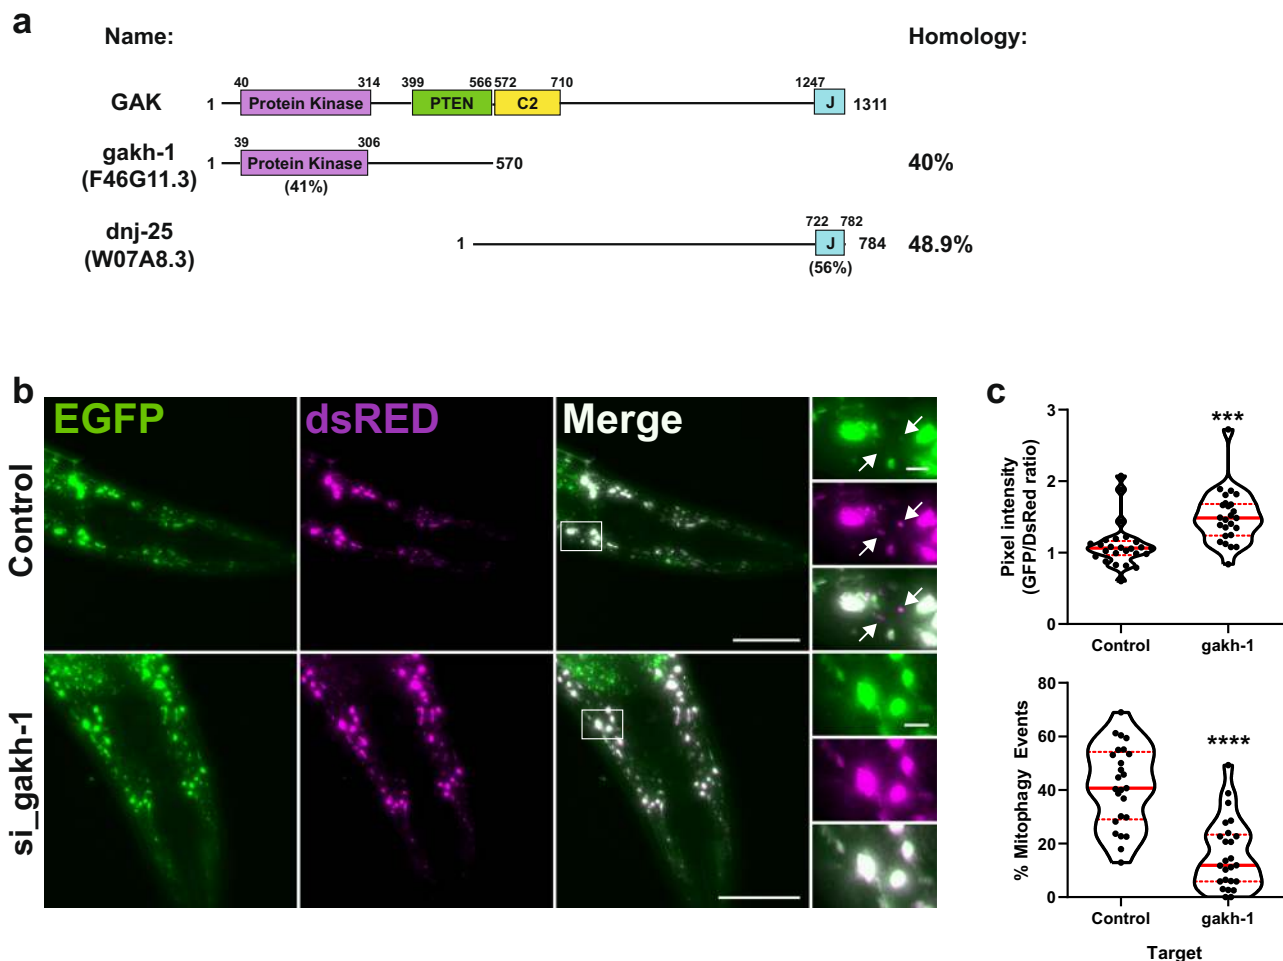 a
Name:
Homology:
40 314 399 566 572 710 1247
GAK 1 Protein Kinase PTEN C2 J 1311
39 306
gakh-1 1 Protein Kinase 570 40%
(F46G11.3) (41%)
722 782
dnj-25 1 J 784 48.9%
(W07A8.3) (56%)
b
EGFP dsRED Merge
Control
si_gakh-1
c
Pixel intensity
(GFP/DsRed ratio)
3
2
1
0
***
Control gakh-1
% Mitophagy Events
80
60
40
20
0
****
Control gakh-1
Target